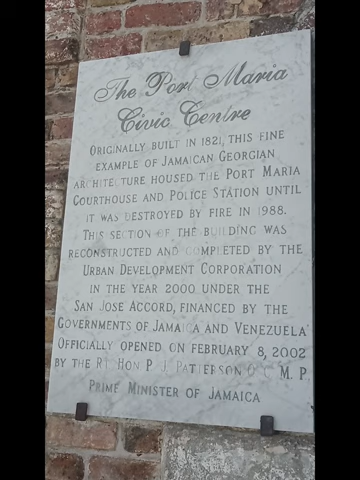 The Port Maria
Civic Centre
ORIGINALLY BUILT IN 1821, THIS FINE
EXAMPLE OF JAMAICAN GEORGIAN
ARCHITECTURE HOUSED THE PORT MARIA
COURTHOUSE AND POLICE STATION UNTIL
IT WAS DESTROYED BY FIRE IN 1988.
THIS SECTION OF THE BUILDING WAS
RECONSTRUCTED AND COMPLETED BY THE
URBAN DEVELOPMENT CORPORATION
IN THE YEAR 2000 UNDER THE
SAN JOSE ACCORD, FINANCED BY THE
GOVERNMENTS OF JAMAICA AND VENEZUELA
OFFICIALLY OPENED ON FEBRUARY 8, 2002
BY THE RT. HON P. J. PATTERSON M. P.
PRIME MINISTER OF JAMAICA